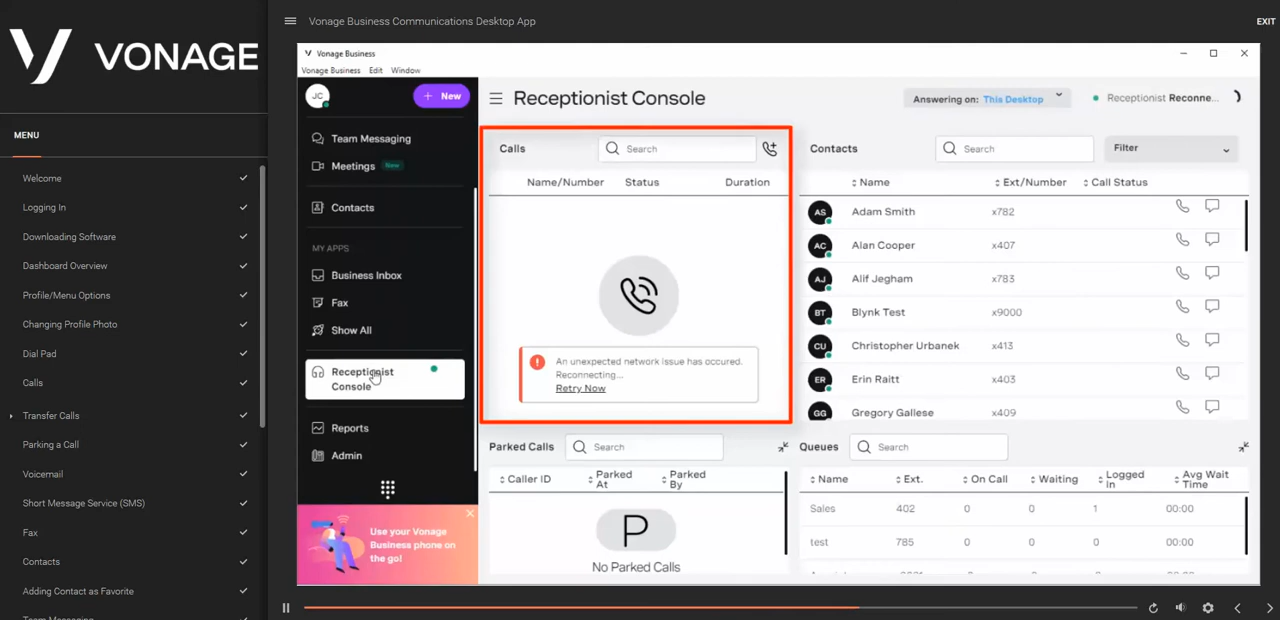 VONAGE
MENU
Welcome
Logging In
Downloading Software
Dashboard Overview
Profile/Menu Options
Changing Profile Photo
Dial Pad
Calls
Transfer Calls
Parking a Call
Voicemail
Short Message Service (SMS)
Fax
Contacts
Adding Contact as Favorite
Team Messaging
Vonage Business Communications Desktop App
EXIT
Vonage Business
Vonage Business Edit Window
JC
+ New
Team Messaging
Meetings New
Contacts
MY APPS
Business Inbox
Fax
Show All
Receptionist
Console
Reports
Admin
Use your Vonage
Business phone on
the go!
Receptionist Console
Answering on: This Desktop
Receptionist Reconne...
Calls
Search
Name/Number Status Duration
An unexpected network issue has occured.
Reconnecting...
Retry Now
Contacts
Search
Filter
Name Ext/Number Call Status
AS Adam Smith x782
AC Alan Cooper x407
AJ Alif Jegham x783
BT Blynk Test x9000
CU Christopher Urbanek x413
ER Erin Raitt x403
GG Gregory Gallese x409
Parked Calls
Search
Caller ID Parked At Parked By
P
No Parked Calls
Queues
Search
Name Ext. On Call Waiting Logged In Avg Wait Time
Sales 402 0 0 1 00:00
test 785 0 0 0 00:00